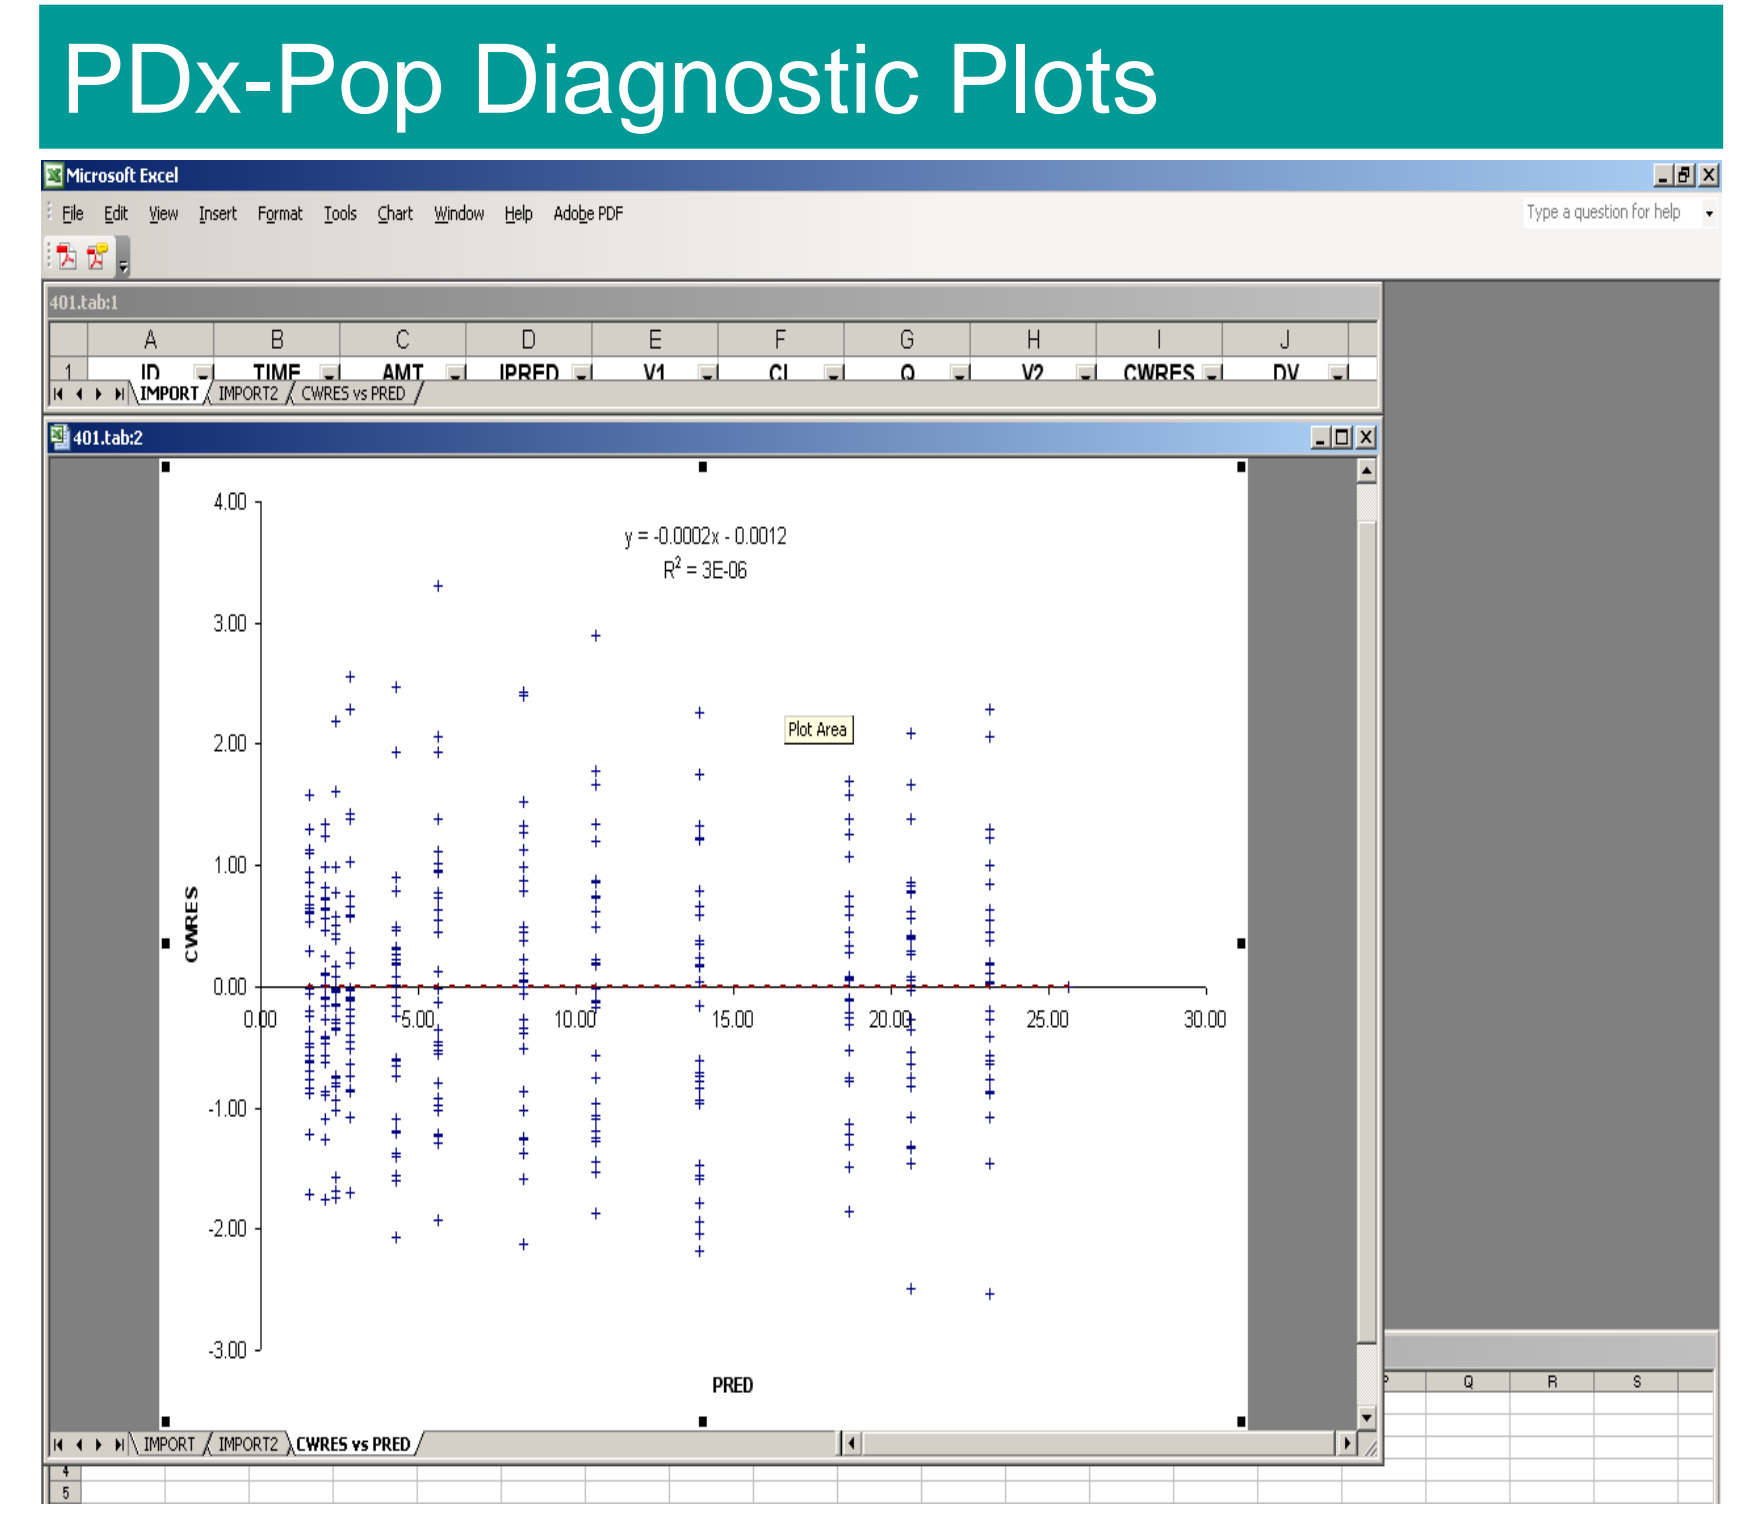 PDx-Pop Diagnostic Plots
Microsoft Excel
File Edit View Insert Format Tools Chart Window Help Adobe PDF
Type a question for help
401.tab:1
A B C D E F G H I J
1 ID TIME AMT IPRED V1 CL Q V2 CWRES DV
IMPORT IMPORT2 CWRES vs PRED
401.tab:2
4.00
y = -0.0002x - 0.0012
R² = 3E-06
3.00
Plot Area
2.00
1.00
CWRES
0.00
0.00 5.00 10.00 15.00 20.00 25.00 30.00
-1.00
-2.00
-3.00
PRED
Q R S
IMPORT IMPORT2 CWRES vs PRED
4
5